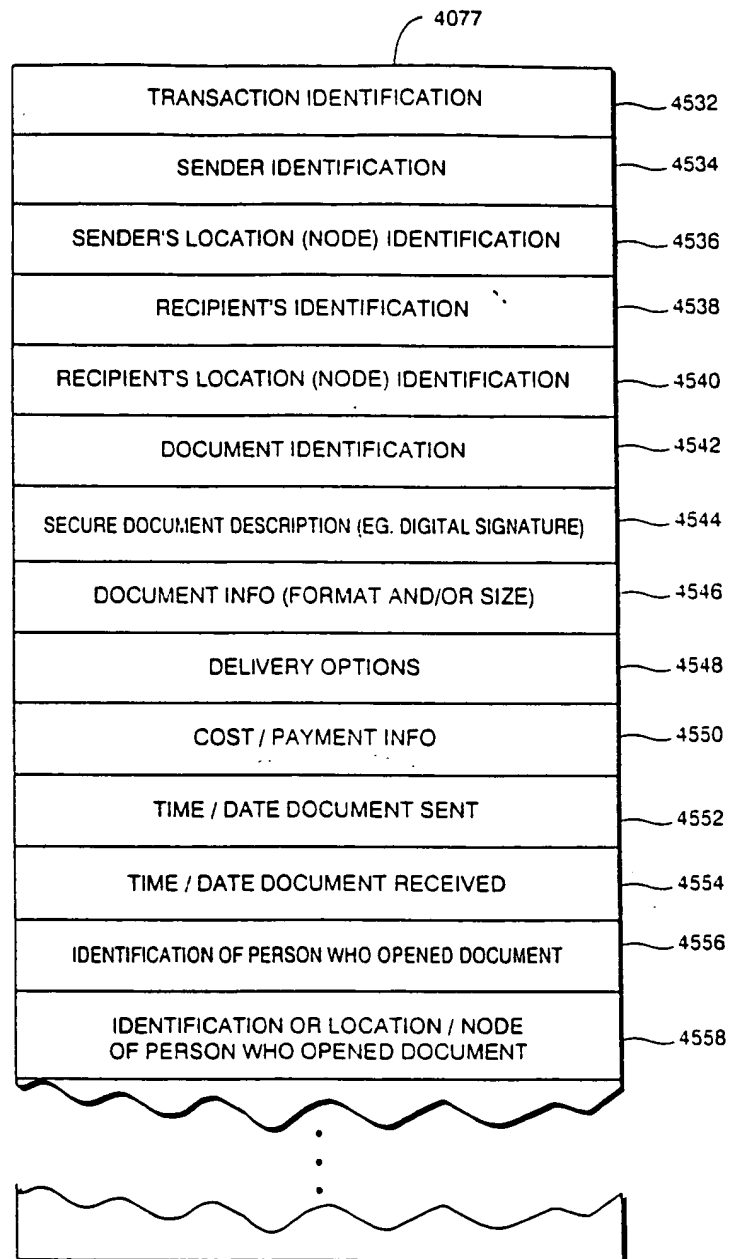 4077
TRANSACTION IDENTIFICATION
4532
SENDER IDENTIFICATION
4534
SENDER'S LOCATION (NODE) IDENTIFICATION
4536
RECIPIENT'S IDENTIFICATION
4538
RECIPIENT'S LOCATION (NODE) IDENTIFICATION
4540
DOCUMENT IDENTIFICATION
4542
SECURE DOCUMENT DESCRIPTION (EG. DIGITAL SIGNATURE)
4544
DOCUMENT INFO (FORMAT AND/OR SIZE)
4546
DELIVERY OPTIONS
4548
COST / PAYMENT INFO
4550
TIME / DATE DOCUMENT SENT
4552
TIME / DATE DOCUMENT RECEIVED
4554
IDENTIFICATION OF PERSON WHO OPENED DOCUMENT
4556
IDENTIFICATION OR LOCATION / NODE
OF PERSON WHO OPENED DOCUMENT
4558